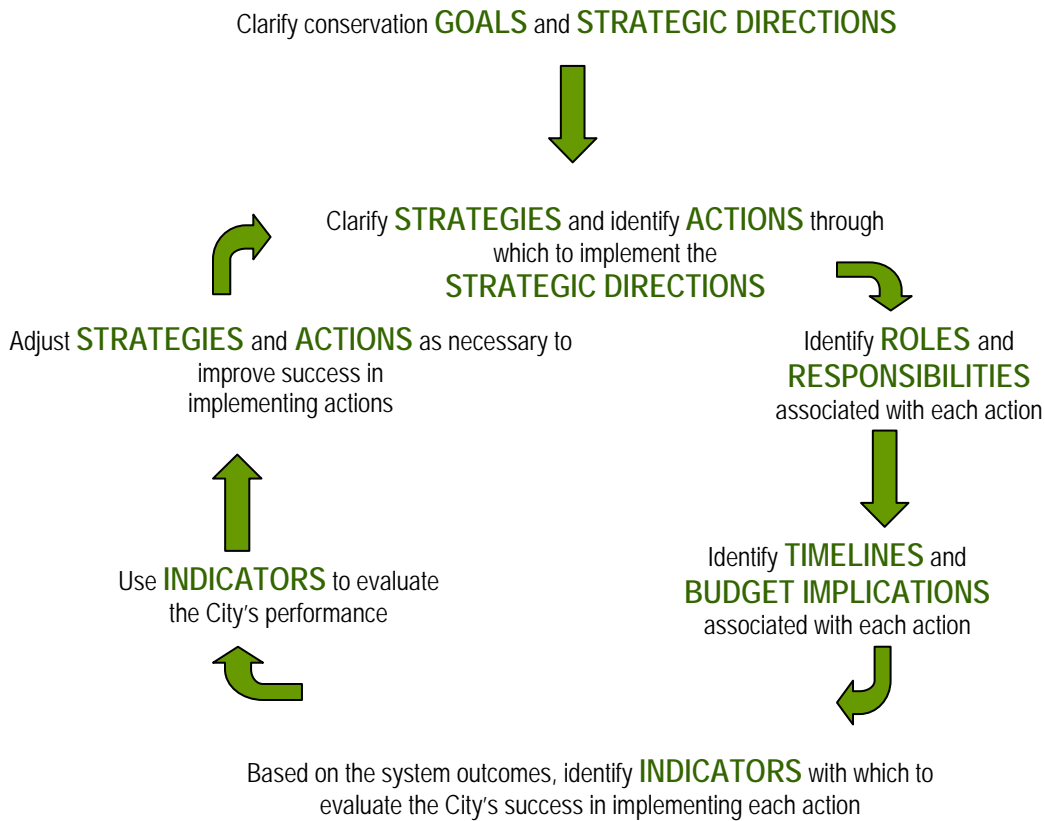 Clarify conservation GOALS and STRATEGIC DIRECTIONS
Clarify STRATEGIES and identify ACTIONS through
which to implement the
STRATEGIC DIRECTIONS
Identify ROLES and
RESPONSIBILITIES
associated with each action
Identify TIMELINES and
BUDGET IMPLICATIONS
associated with each action
Based on the system outcomes, identify INDICATORS with which to
evaluate the City's success in implementing each action
Use INDICATORS to evaluate
the City's performance
Adjust STRATEGIES and ACTIONS as necessary to
improve success in
implementing actions